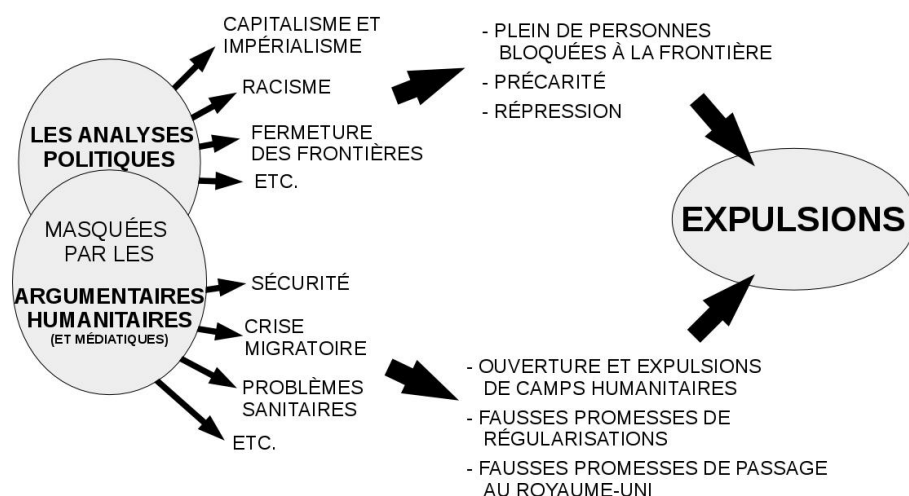 LES ANALYSES
POLITIQUES
CAPITALISME ET
IMPÉRIALISME
RACISME
FERMETURE
DES FRONTIÈRES
ETC.
- PLEIN DE PERSONNES
BLOQUÉES À LA FRONTIÈRE
- PRÉCARITÉ
- RÉPRESSION
MASQUÉES
PAR LES
ARGUMENTAIRES
HUMANITAIRES
(ET MÉDIATIQUES)
SÉCURITÉ
CRISE
MIGRATOIRE
PROBLÈMES
SANITAIRES
ETC.
- OUVERTURE ET EXPULSIONS
DE CAMPS HUMANITAIRES
- FAUSSES PROMESSES DE
RÉGULARISATIONS
- FAUSSES PROMESSES DE PASSAGE
AU ROYAUME-UNI
EXPULSIONS